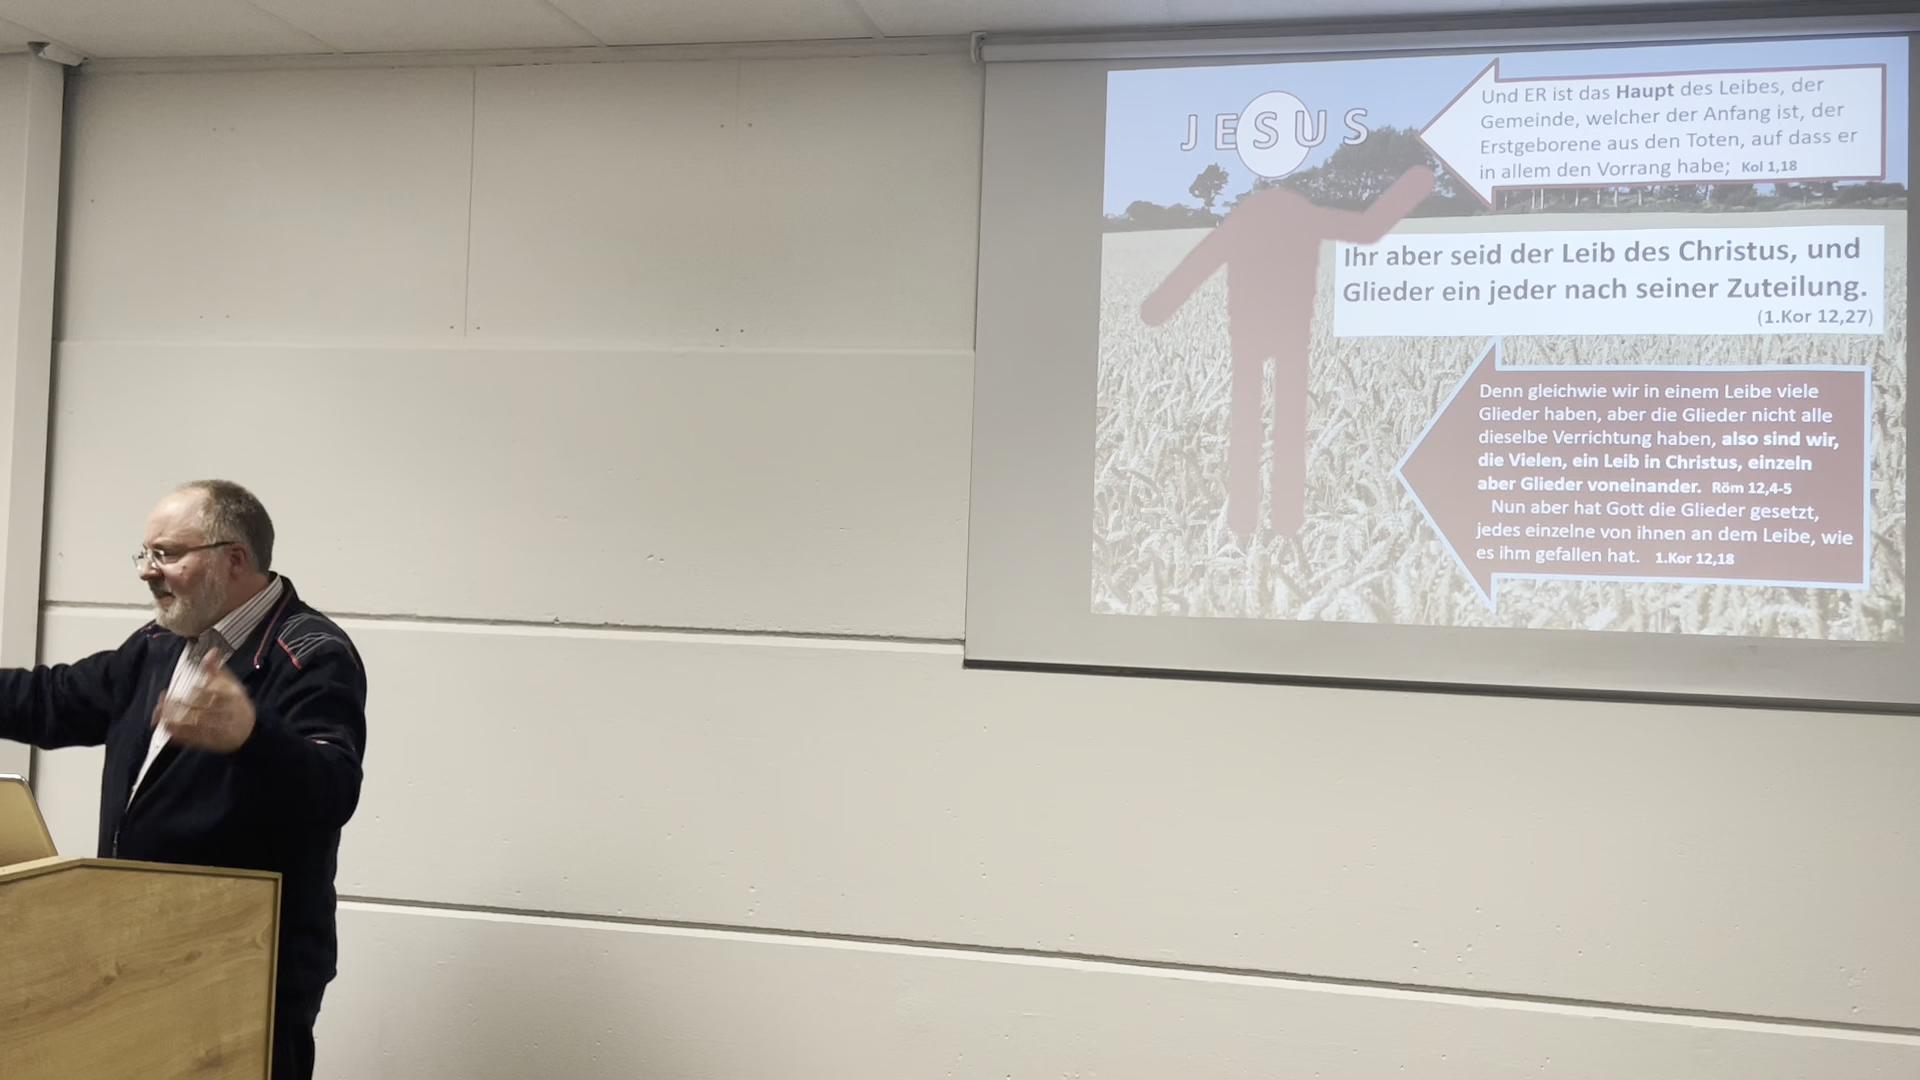 JESUS
Und ER ist das Haupt des Leibes, der
Gemeinde, welcher der Anfang ist, der
Erstgeborene aus den Toten, auf dass er
in allem den Vorrang habe; Kol 1,18
Ihr aber seid der Leib des Christus, und
Glieder ein jeder nach seiner Zuteilung.
(1.Kor 12,27)
Denn gleichwie wir in einem Leibe viele
Glieder haben, aber die Glieder nicht alle
dieselbe Verrichtung haben, also sind wir,
die Vielen, ein Leib in Christus, einzeln
aber Glieder voneinander. Röm 12,4-5
Nun aber hat Gott die Glieder gesetzt,
jedes einzelne von ihnen an dem Leibe, wie
es ihm gefallen hat. 1.Kor 12,18